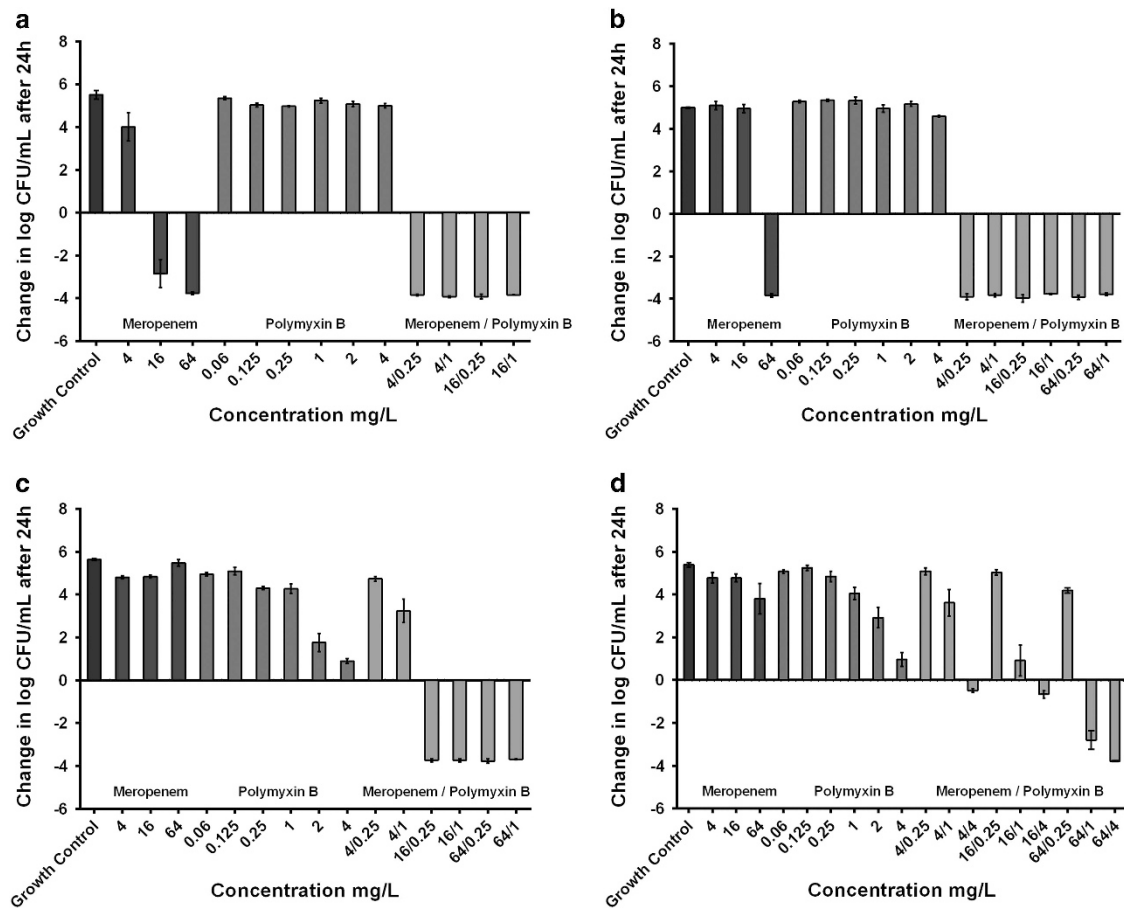 a
Change in log CFU/mL after 24h
8
6
4
2
0
-2
-4
-6
Meropenem Polymyxin B Meropenem / Polymyxin B
Growth Control 4 16 64 0.06 0.125 0.25 1 2 4 4/0.25 4/1 16/0.25 16/1
Concentration mg/L
b
Change in log CFU/mL after 24h
8
6
4
2
0
-2
-4
-6
Meropenem Polymyxin B Meropenem / Polymyxin B
Growth Control 4 16 64 0.06 0.125 0.25 1 2 4 4/0.25 4/1 16/0.25 16/1 64/0.25 64/1
Concentration mg/L
c
Change in log CFU/mL after 24h
8
6
4
2
0
-2
-4
-6
Meropenem Polymyxin B Meropenem / Polymyxin B
Growth Control 4 16 64 0.06 0.125 0.25 1 2 4 4/0.25 4/1 16/0.25 16/1 64/0.25 64/1
Concentration mg/L
d
Change in log CFU/mL after 24h
8
6
4
2
0
-2
-4
-6
Meropenem Polymyxin B Meropenem / Polymyxin B
Growth Control 4 16 64 0.06 0.125 0.25 1 2 4 4/0.25 4/1 4/4 16/0.25 16/1 16/4 64/0.25 64/1 64/4
Concentration mg/L